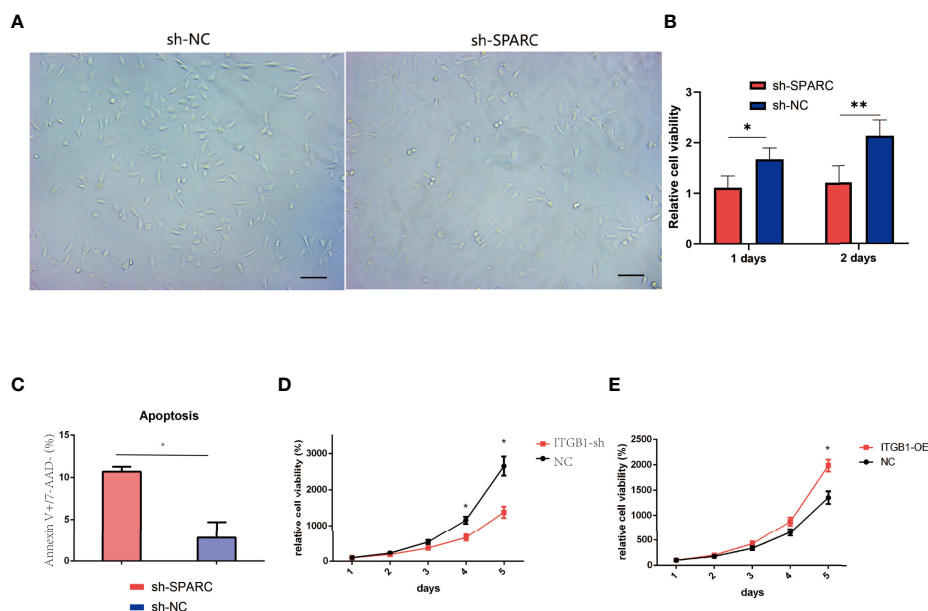 A
sh-NC
sh-SPARC
B
Relative cell viability
3
2
1
0
sh-SPARC
sh-NC
*
**
1 days
2 days
C
Apoptosis
Annexin V+/7-AAD- (%)
15
10
5
0
*
sh-SPARC
sh-NC
D
relative cell viability (%)
3000
2000
1000
0
ITGB1-sh
NC
*
*
1 2 3 4 5
days
E
relative cell viability (%)
2500
2000
1500
1000
500
0
ITGB1-OE
NC
*
1 2 3 4 5
days